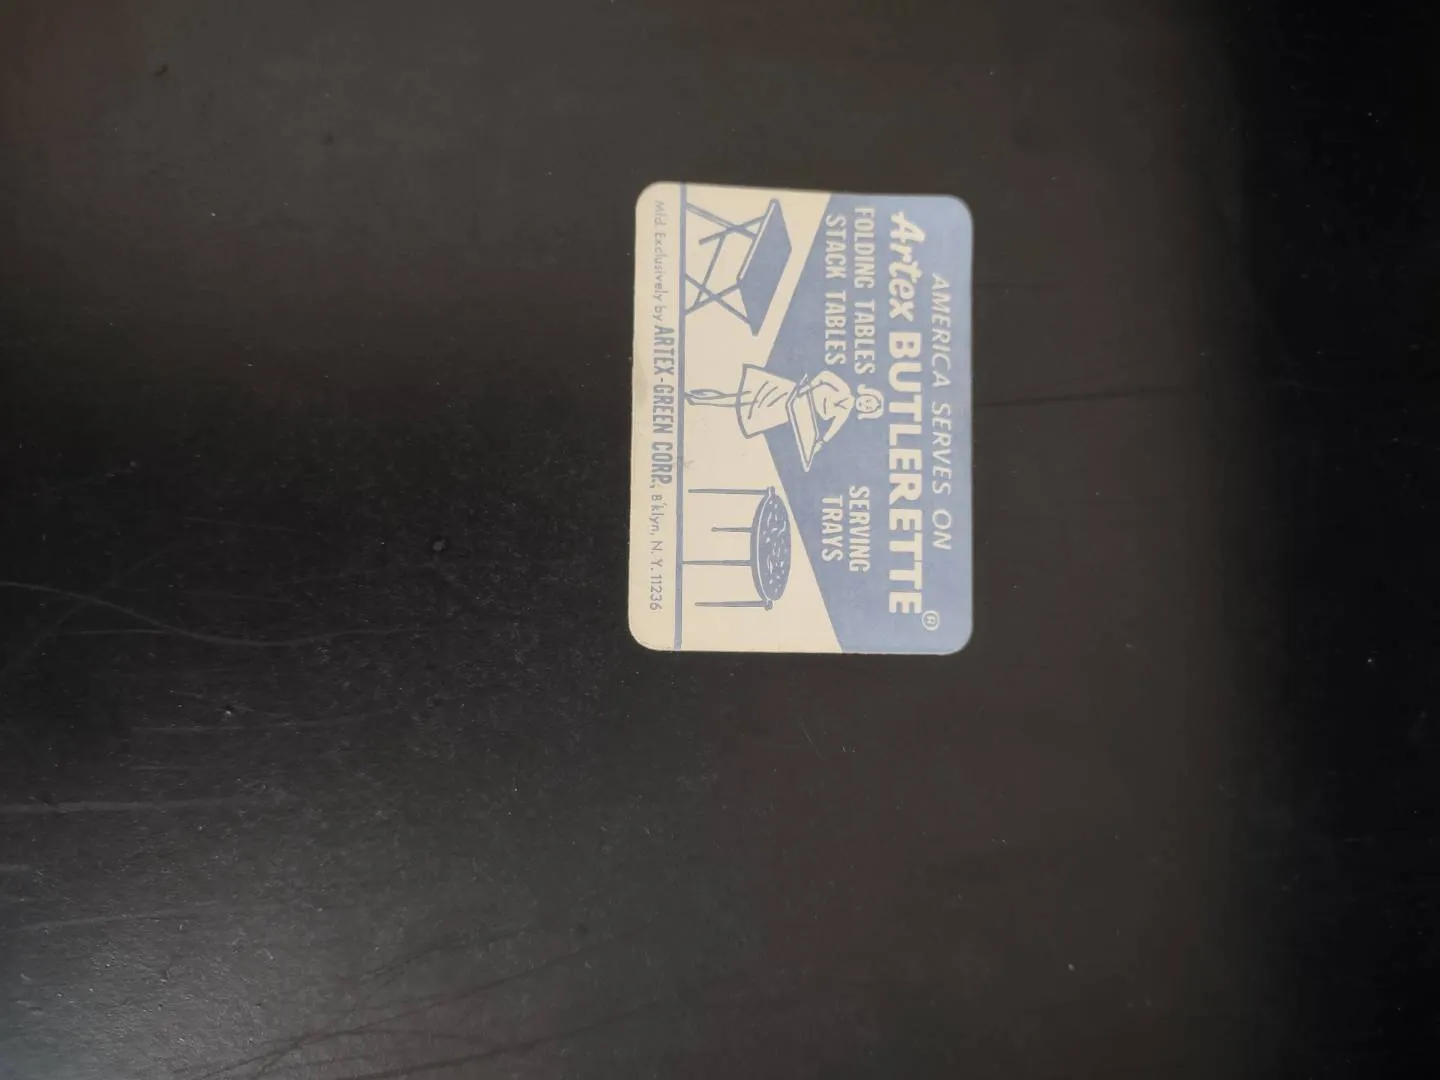 AMERICA SERVES ON
Artex BUTLERETTE®
FOLDING TABLES
STACK TABLES
SERVING
TRAYS
Mfd. Exclusively by ARTEX-GREEN CORP., B'klyn, N. Y. 11236